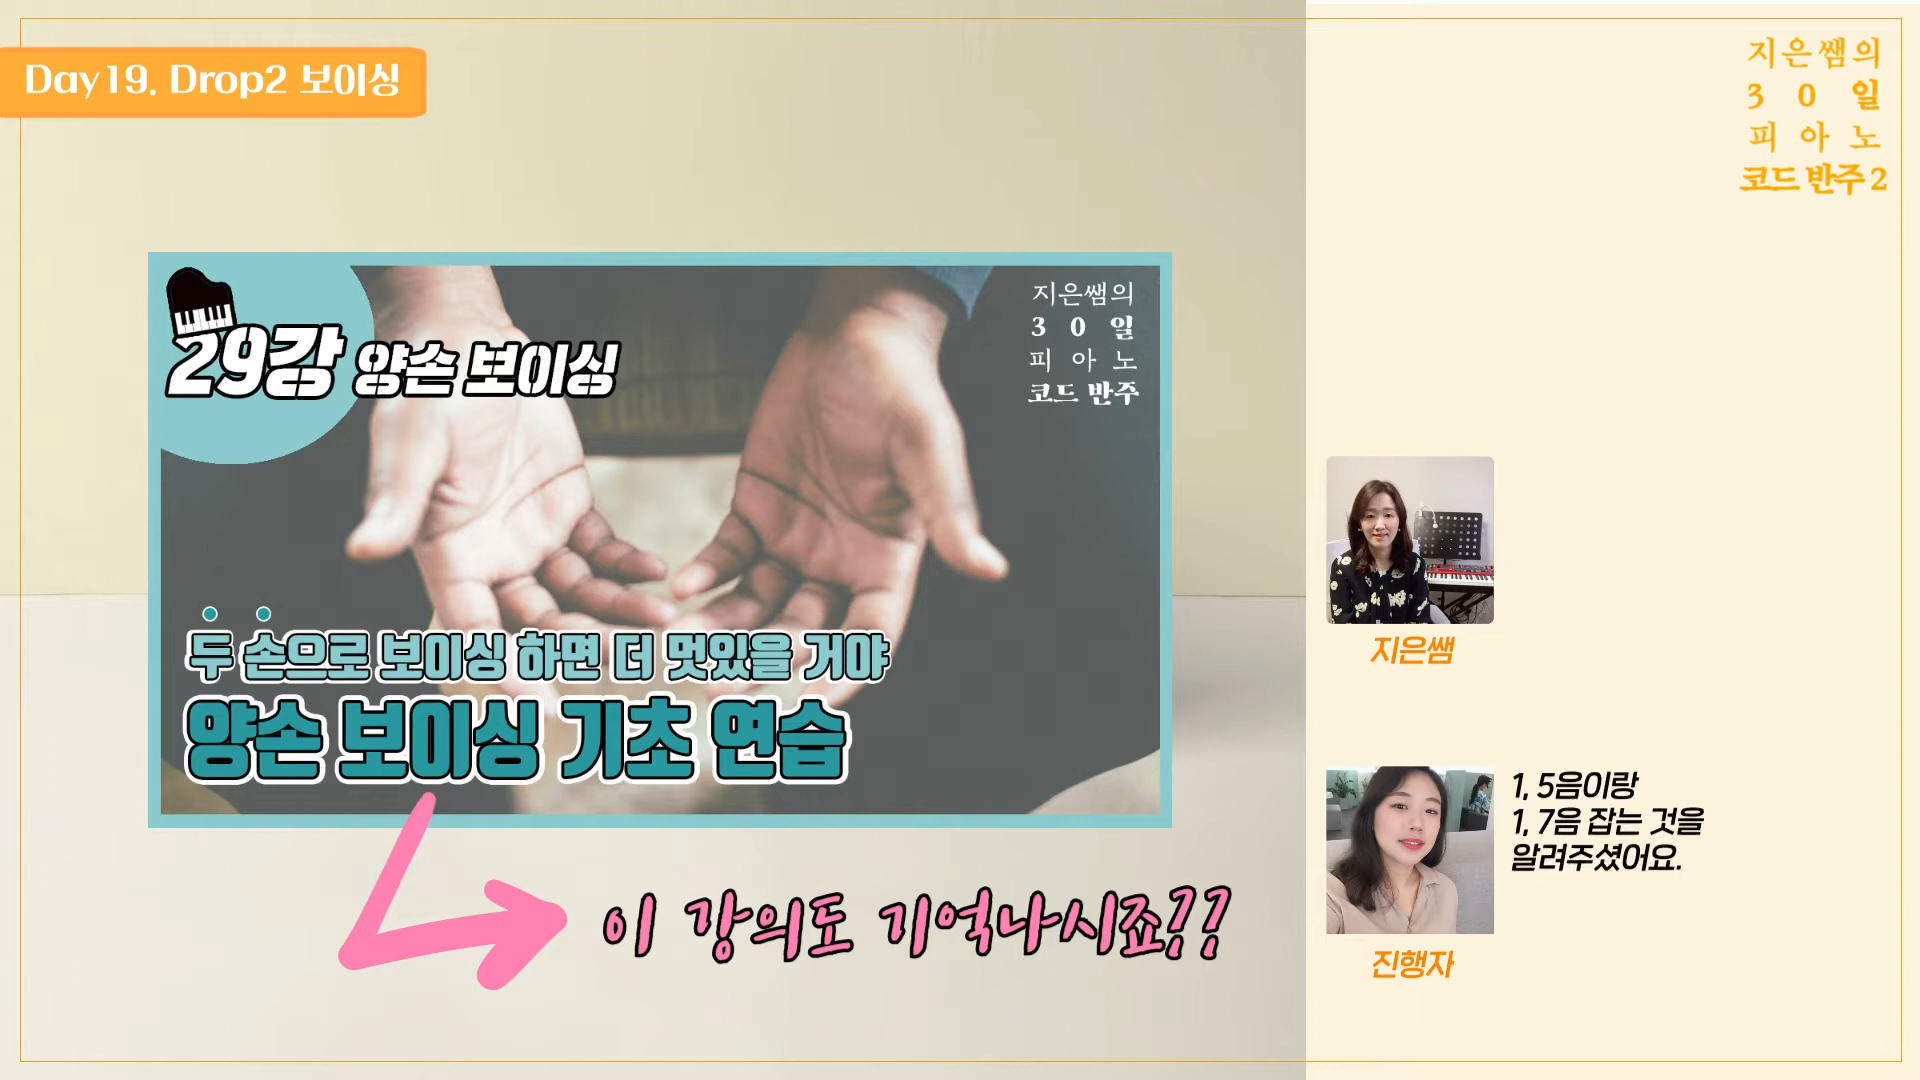 Day19. Drop2 보이싱
지은쌤의
30일
피아노
코드 반주2
29강 양손 보이싱
지은쌤의
30일
피아노
코드 반주
두 손으로 보이싱 하면 더 멋있을 거야
양손 보이싱 기초 연습
이 강의도 기억나시죠??
지은쌤
1, 5음이랑
1, 7음 잡는 것을
알려주셨어요.
진행자